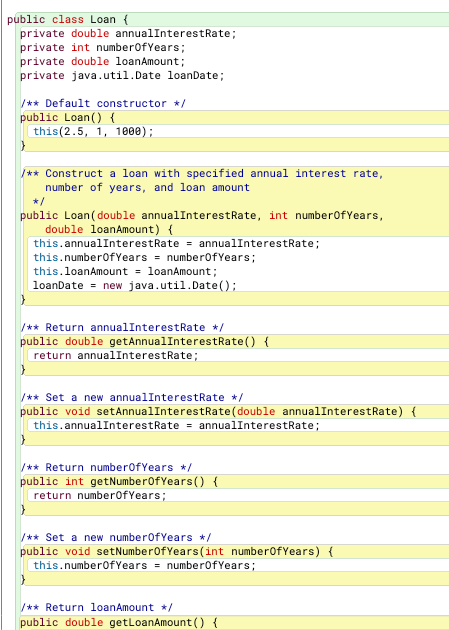 public class Loan {
private double annualInterestRate;
private int numberOfYears;
private double loanAmount;
private java.util.Date loanDate;
/** Default constructor */
public Loan() {
this(2.5, 1, 1000);
}
/** Construct a loan with specified annual interest rate,
number of years, and loan amount
*/
public Loan(double annualInterestRate, int numberOfYears,
double loanAmount) {
this.annualInterestRate = annualInterestRate;
this.numberOfYears = numberOfYears;
this.loanAmount = loanAmount;
loanDate = new java.util.Date();
}
/** Return annualInterestRate */
public double getAnnualInterestRate() {
return annualInterestRate;
}
/** Set a new annualInterestRate */
public void setAnnualInterestRate(double annualInterestRate) {
this.annualInterestRate = annualInterestRate;
}
/** Return numberOfYears */
public int getNumberOfYears() {
return numberOfYears;
}
/** Set a new numberOfYears */
public void setNumberOfYears(int numberOfYears) {
this.numberOfYears = numberOfYears;
}
/** Return loanAmount */
public double getLoanAmount() {